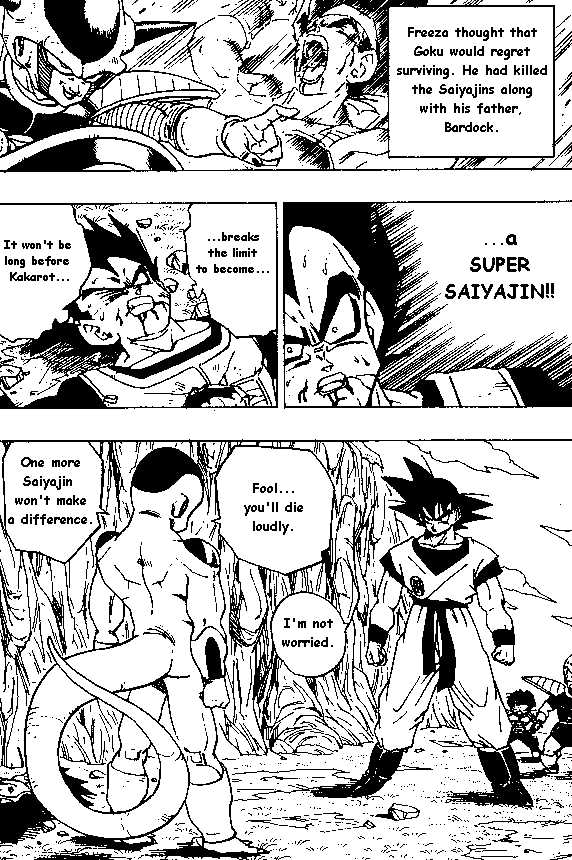 Freeza thought that
Goku would regret
surviving. He had killed
the Saiyajins along
with his father,
Bardock.
It won't be
long before
Kakarot...
...breaks
the limit
to become...
...a
SUPER
SAIYAJIN!!
One more
Saiyajin
won't make
a difference.
Fool...
you'll die
loudly.
I'm not
worried.